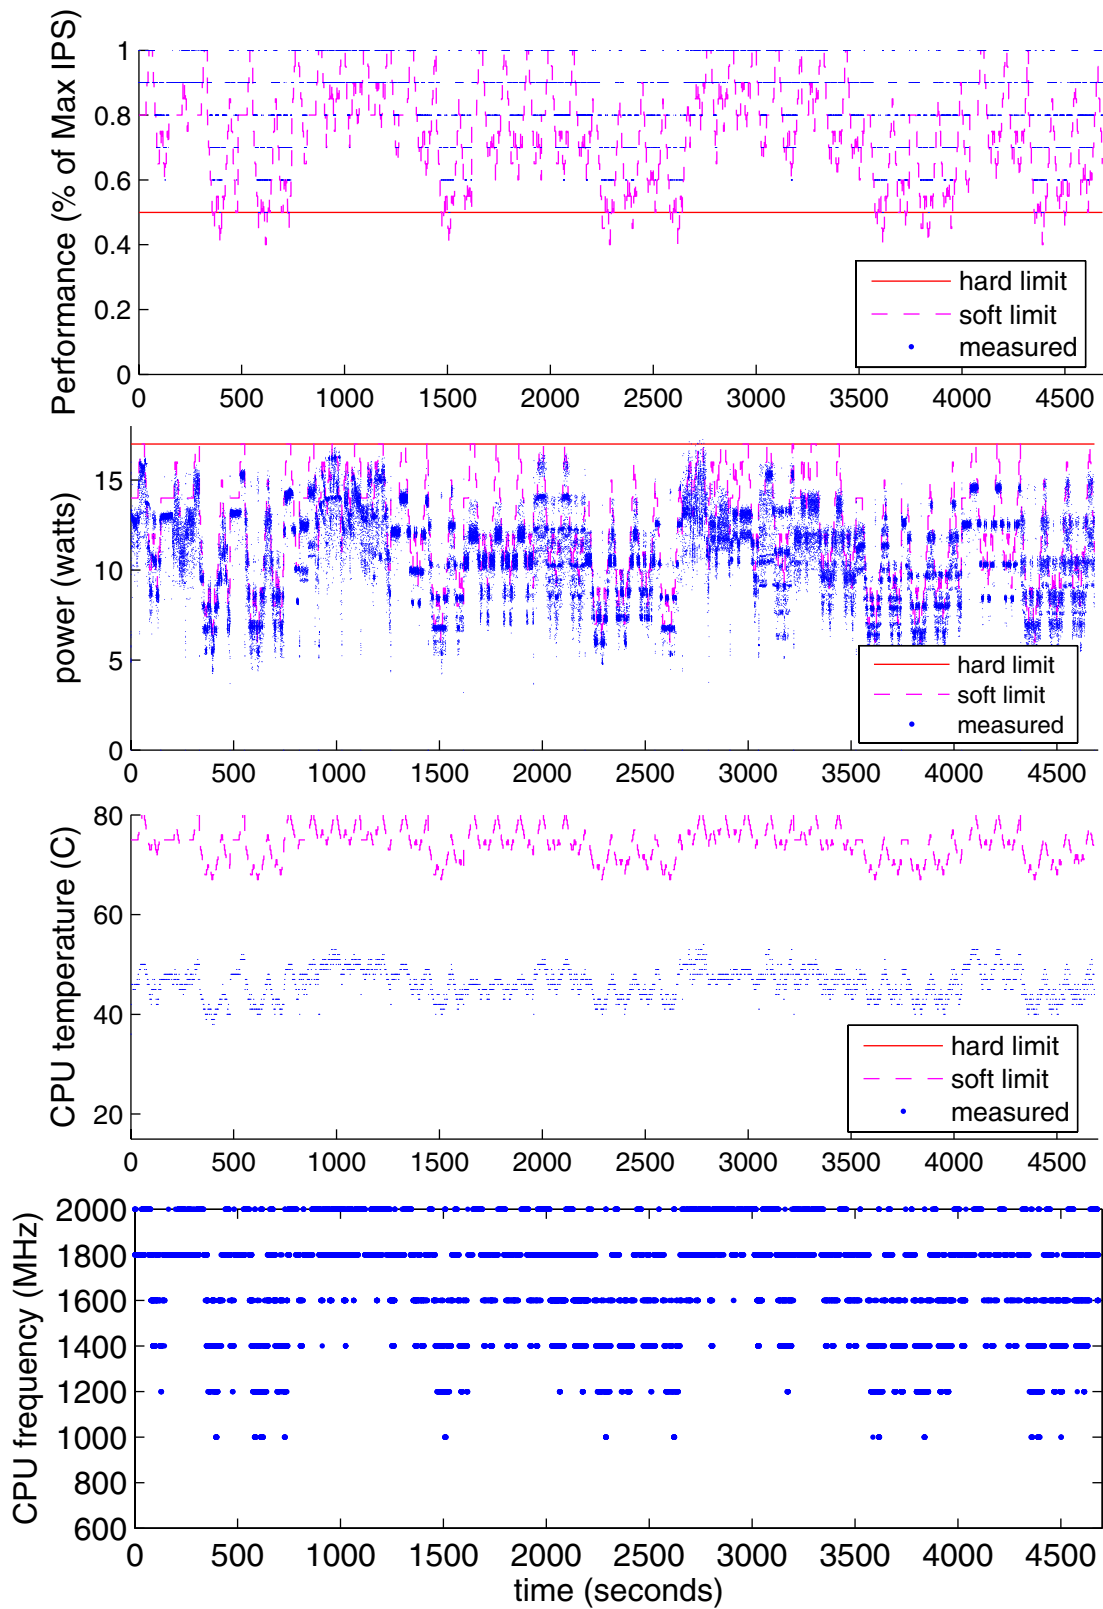 Performance (% of Max IPS)
1
0.8
0.6
0.4
0.2
0
hard limit
soft limit
measured
0 500 1000 1500 2000 2500 3000 3500 4000 4500
power (watts)
15
10
5
0
hard limit
soft limit
measured
0 500 1000 1500 2000 2500 3000 3500 4000 4500
CPU temperature (C)
80
60
40
20
hard limit
soft limit
measured
0 500 1000 1500 2000 2500 3000 3500 4000 4500
CPU frequency (MHz)
2000
1800
1600
1400
1200
1000
800
600
0 500 1000 1500 2000 2500 3000 3500 4000 4500
time (seconds)